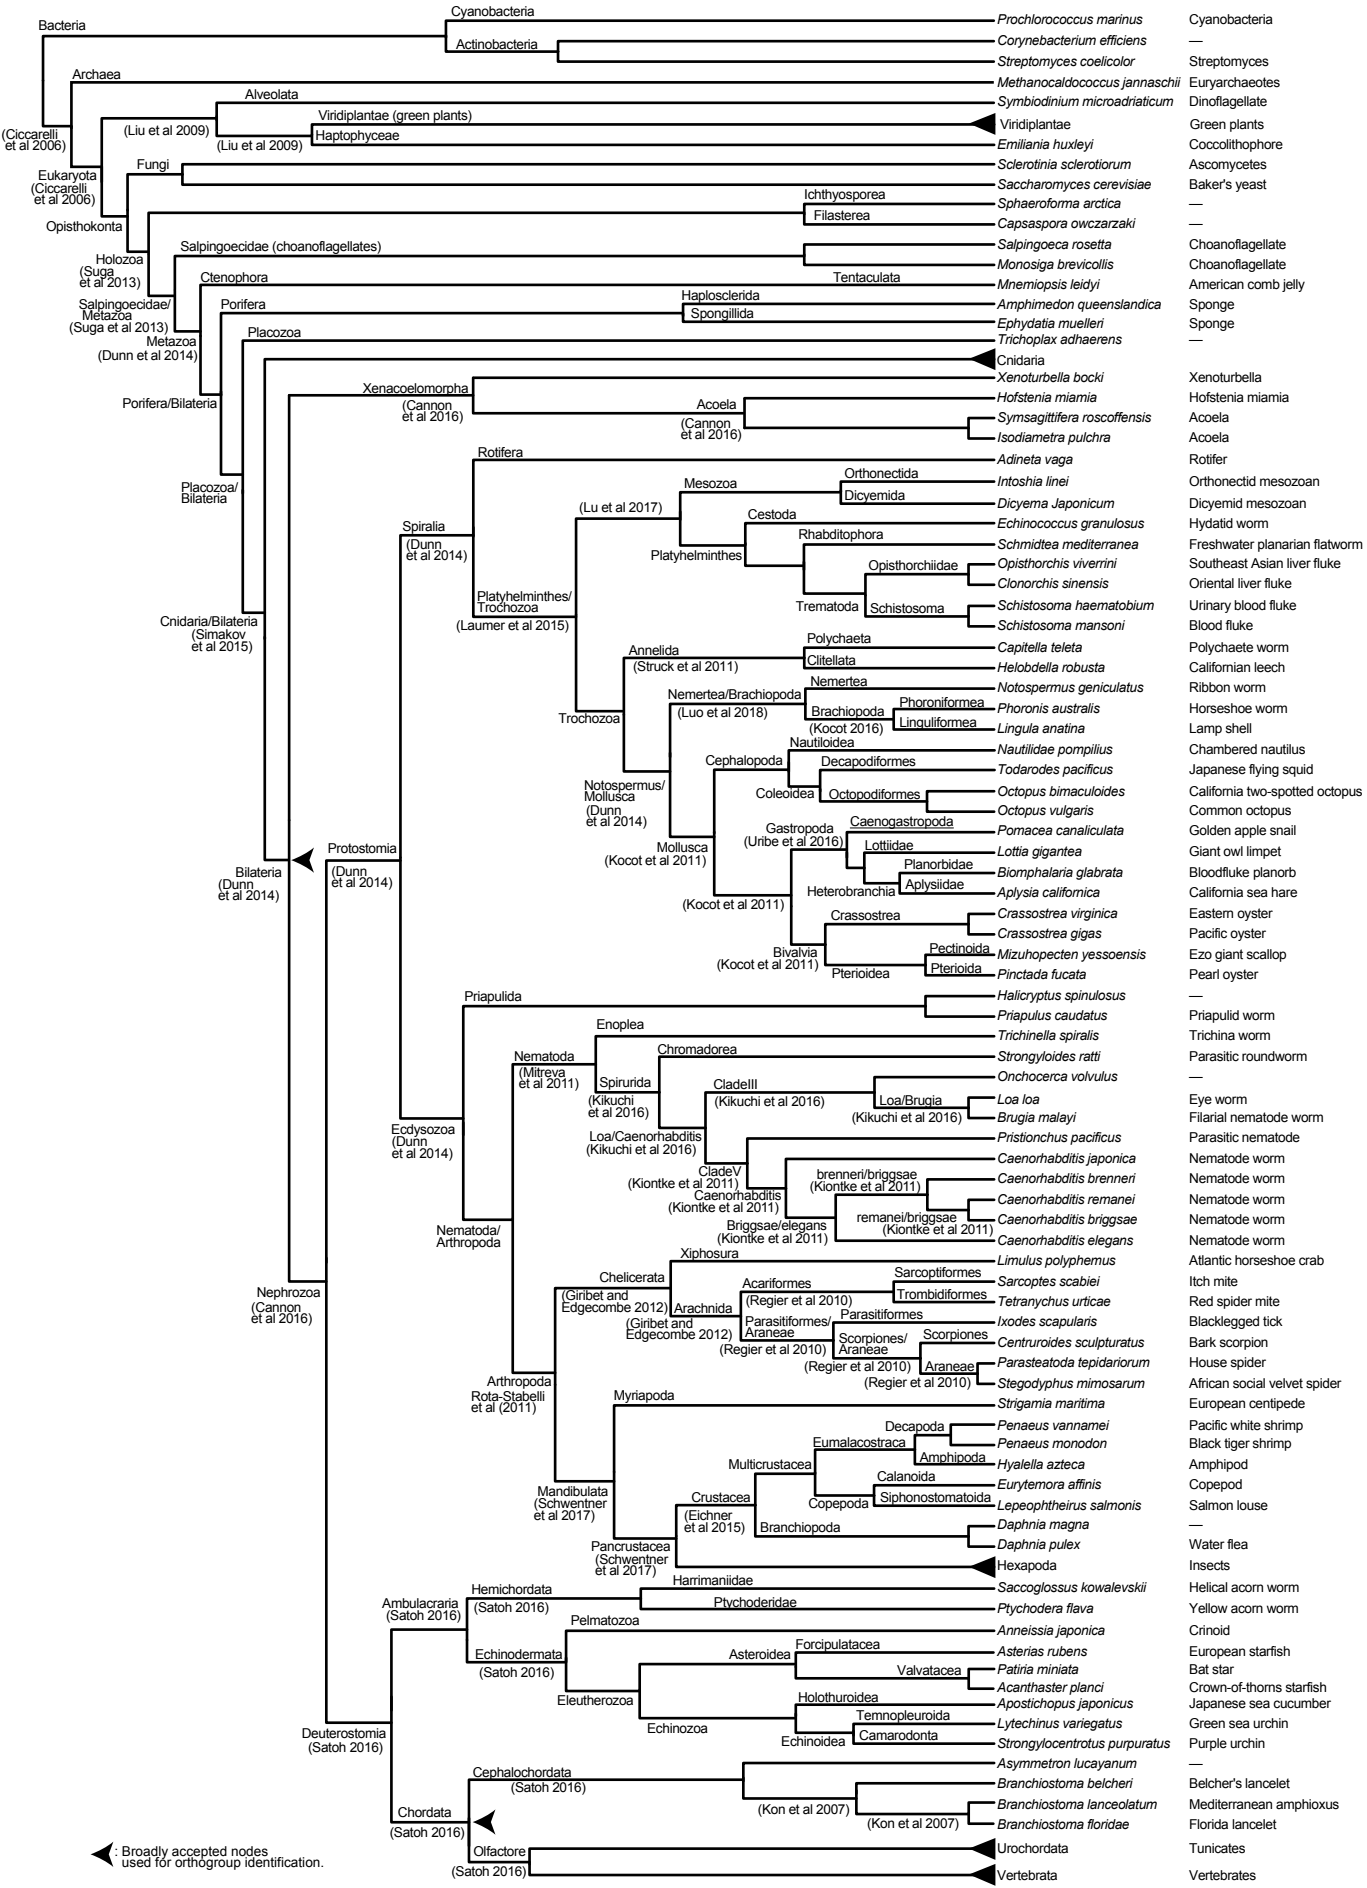 Bacteria
Cyanobacteria
Prochlorococcus marinus Cyanobacteria
Actinobacteria
Corynebacterium efficiens —
Streptomyces coelicolor Streptomyces
Archaea
Methanocaldococcus jannaschii Euryarchaeotes
Alveolata
Symbiodinium microadriaticum Dinoflagellate
(Ciccarelli
et al 2006)
(Liu et al 2009)
Viridiplantae (green plants)
Viridiplantae Green plants
(Liu et al 2009)
Haptophyceae
Emiliania huxleyi Coccolithophore
Eukaryota
(Ciccarelli
et al 2006)
Fungi
Sclerotinia sclerotiorum Ascomycetes
Saccharomyces cerevisiae Baker's yeast
Opisthokonta
Ichthyosporea
Sphaeroforma arctica —
Filasterea
Capsaspora owczarzaki —
Holozoa
(Suga
et al 2013)
Salpingoecidae (choanoflagellates)
Salpingoeca rosetta Choanoflagellate
Monosiga brevicollis Choanoflagellate
Salpingoecidae/
Metazoa
(Suga et al 2013)
Ctenophora
Tentaculata
Mnemiopsis leidyi American comb jelly
Metazoa
(Dunn et al 2014)
Porifera
Haplosclerida
Amphimedon queenslandica Sponge
Spongillida
Ephydatia muelleri Sponge
Porifera/Bilateria
Placozoa
Trichoplax adhaerens —
Placozoa/
Bilateria
Cnidaria
Cnidaria/Bilateria
(Simakov
et al 2015)
Xenacoelomorpha
(Cannon
et al 2016)
Xenoturbella bocki Xenoturbella
Acoela
(Cannon
et al 2016)
Hofstenia miamia Hofstenia miamia
Symsagittifera roscoffensis Acoela
Isodiametra pulchra Acoela
Spiralia
(Dunn
et al 2014)
Rotifera
Adineta vaga Rotifer
Platyhelminthes/
Trochozoa
(Laumer et al 2015)
(Lu et al 2017)
Mesozoa
Orthonectida
Intoshia linei Orthonectid mesozoan
Dicyemida
Dicyema Japonicum Dicyemid mesozoan
Platyhelminthes
Cestoda
Echinococcus granulosus Hydatid worm
Rhabditophora
Schmidtea mediterranea Freshwater planarian flatworm
Trematoda
Opisthorchiidae
Opisthorchis viverrini Southeast Asian liver fluke
Clonorchis sinensis Oriental liver fluke
Schistosoma
Schistosoma haematobium Urinary blood fluke
Schistosoma mansoni Blood fluke
Trochozoa
Annelida
(Struck et al 2011)
Polychaeta
Capitella teleta Polychaete worm
Clitellata
Helobdella robusta Californian leech
Notospermus/
Mollusca
(Dunn
et al 2014)
Nemertea/Brachiopoda
(Luo et al 2018)
Nemertea
Notospermus geniculatus Ribbon worm
Brachiopoda
(Kocot 2016)
Phoroniformea
Phoronis australis Horseshoe worm
Linguliformea
Lingula anatina Lamp shell
Mollusca
(Kocot et al 2011)
Cephalopoda
Nautiloidea
Nautilidae pompilius Chambered nautilus
Coleoidea
Decapodiformes
Todarodes pacificus Japanese flying squid
Octopodiformes
Octopus bimaculoides California two-spotted octopus
Octopus vulgaris Common octopus
(Kocot et al 2011)
Gastropoda
(Uribe et al 2016)
Caenogastropoda
Pomacea canaliculata Golden apple snail
Lottiidae
Lottia gigantea Giant owl limpet
Heterobranchia
Planorbidae
Biomphalaria glabrata Bloodfluke planorb
Aplysiidae
Aplysia californica California sea hare
Bivalvia
(Kocot et al 2011)
Crassostrea
Crassostrea virginica Eastern oyster
Crassostrea gigas Pacific oyster
Pterioidea
Pectinoida
Mizuhopecten yessoensis Ezo giant scallop
Pterioida
Pinctada fucata Pearl oyster
Bilateria
(Dunn
et al 2014)
Protostomia
(Dunn
et al 2014)
Ecdysozoa
(Dunn
et al 2014)
Priapulida
Halicryptus spinulosus —
Priapulus caudatus Priapulid worm
Nematoda/
Arthropoda
Nematoda
(Mitreva
et al 2011)
Enoplea
Trichinella spiralis Trichina worm
Spirurida
(Kikuchi
et al 2016)
Chromadorea
Strongyloides ratti Parasitic roundworm
Loa/Caenorhabditis
(Kikuchi et al 2016)
CladeIII
(Kikuchi et al 2016)
Onchocerca volvulus —
Loa/Brugia
(Kikuchi et al 2016)
Loa loa Eye worm
Brugia malayi Filarial nematode worm
CladeV
(Kiontke et al 2011)
Pristionchus pacificus Parasitic nematode
Caenorhabditis
(Kiontke et al 2011)
Caenorhabditis japonica Nematode worm
Briggsae/elegans
(Kiontke et al 2011)
brenneri/briggsae
(Kiontke et al 2011)
Caenorhabditis brenneri Nematode worm
remanei/briggsae
(Kiontke et al 2011)
Caenorhabditis remanei Nematode worm
Caenorhabditis briggsae Nematode worm
Caenorhabditis elegans Nematode worm
Nephrozoa
(Cannon
et al 2016)
Arthropoda
Rota-Stabelli
et al (2011)
Chelicerata
(Giribet and
Edgecombe 2012)
Xiphosura
Limulus polyphemus Atlantic horseshoe crab
Arachnida
(Giribet and
Edgecombe 2012)
Acariformes
(Regier et al 2010)
Sarcoptiformes
Sarcoptes scabiei Itch mite
Trombidiformes
Tetranychus urticae Red spider mite
Parasitiformes/
Araneae
(Regier et al 2010)
Parasitiformes
Ixodes scapularis Blacklegged tick
Scorpiones/
Araneae
(Regier et al 2010)
Scorpiones
Centruroides sculpturatus Bark scorpion
Araneae
(Regier et al 2010)
Parasteatoda tepidariorum House spider
Stegodyphus mimosarum African social velvet spider
Mandibulata
(Schwentner
et al 2017)
Myriapoda
Strigamia maritima European centipede
Pancrustacea
(Schwentner
et al 2017)
Crustacea
(Eichner
et al 2015)
Multicrustacea
Eumalacostraca
Decapoda
Penaeus vannamei Pacific white shrimp
Penaeus monodon Black tiger shrimp
Amphipoda
Hyalella azteca Amphipod
Copepoda
Calanoida
Eurytemora affinis Copepod
Siphonostomatoida
Lepeophtheirus salmonis Salmon louse
Branchiopoda
Daphnia magna —
Daphnia pulex Water flea
Hexapoda Insects
Deuterostomia
(Satoh 2016)
Ambulacraria
(Satoh 2016)
Hemichordata
(Satoh 2016)
Harrimaniidae
Saccoglossus kowalevskii Helical acorn worm
Ptychoderidae
Ptychodera flava Yellow acorn worm
Echinodermata
(Satoh 2016)
Pelmatozoa
Anneissia japonica Crinoid
Eleutherozoa
Asteroidea
Forcipulatacea
Asterias rubens European starfish
Valvatacea
Patiria miniata Bat star
Acanthaster planci Crown-of-thorns starfish
Echinozoa
Holothuroidea
Apostichopus japonicus Japanese sea cucumber
Echinoidea
Temnopleuroida
Lytechinus variegatus Green sea urchin
Camarodonta
Strongylocentrotus purpuratus Purple urchin
Chordata
(Satoh 2016)
Cephalochordata
(Satoh 2016)
Asymmetron lucayanum —
(Kon et al 2007)
Branchiostoma belcheri Belcher's lancelet
(Kon et al 2007)
Branchiostoma lanceolatum Mediterranean amphioxus
Branchiostoma floridae Florida lancelet
Olfactore
(Satoh 2016)
Urochordata Tunicates
Vertebrata Vertebrates
: Broadly accepted nodes
used for orthogroup identification.